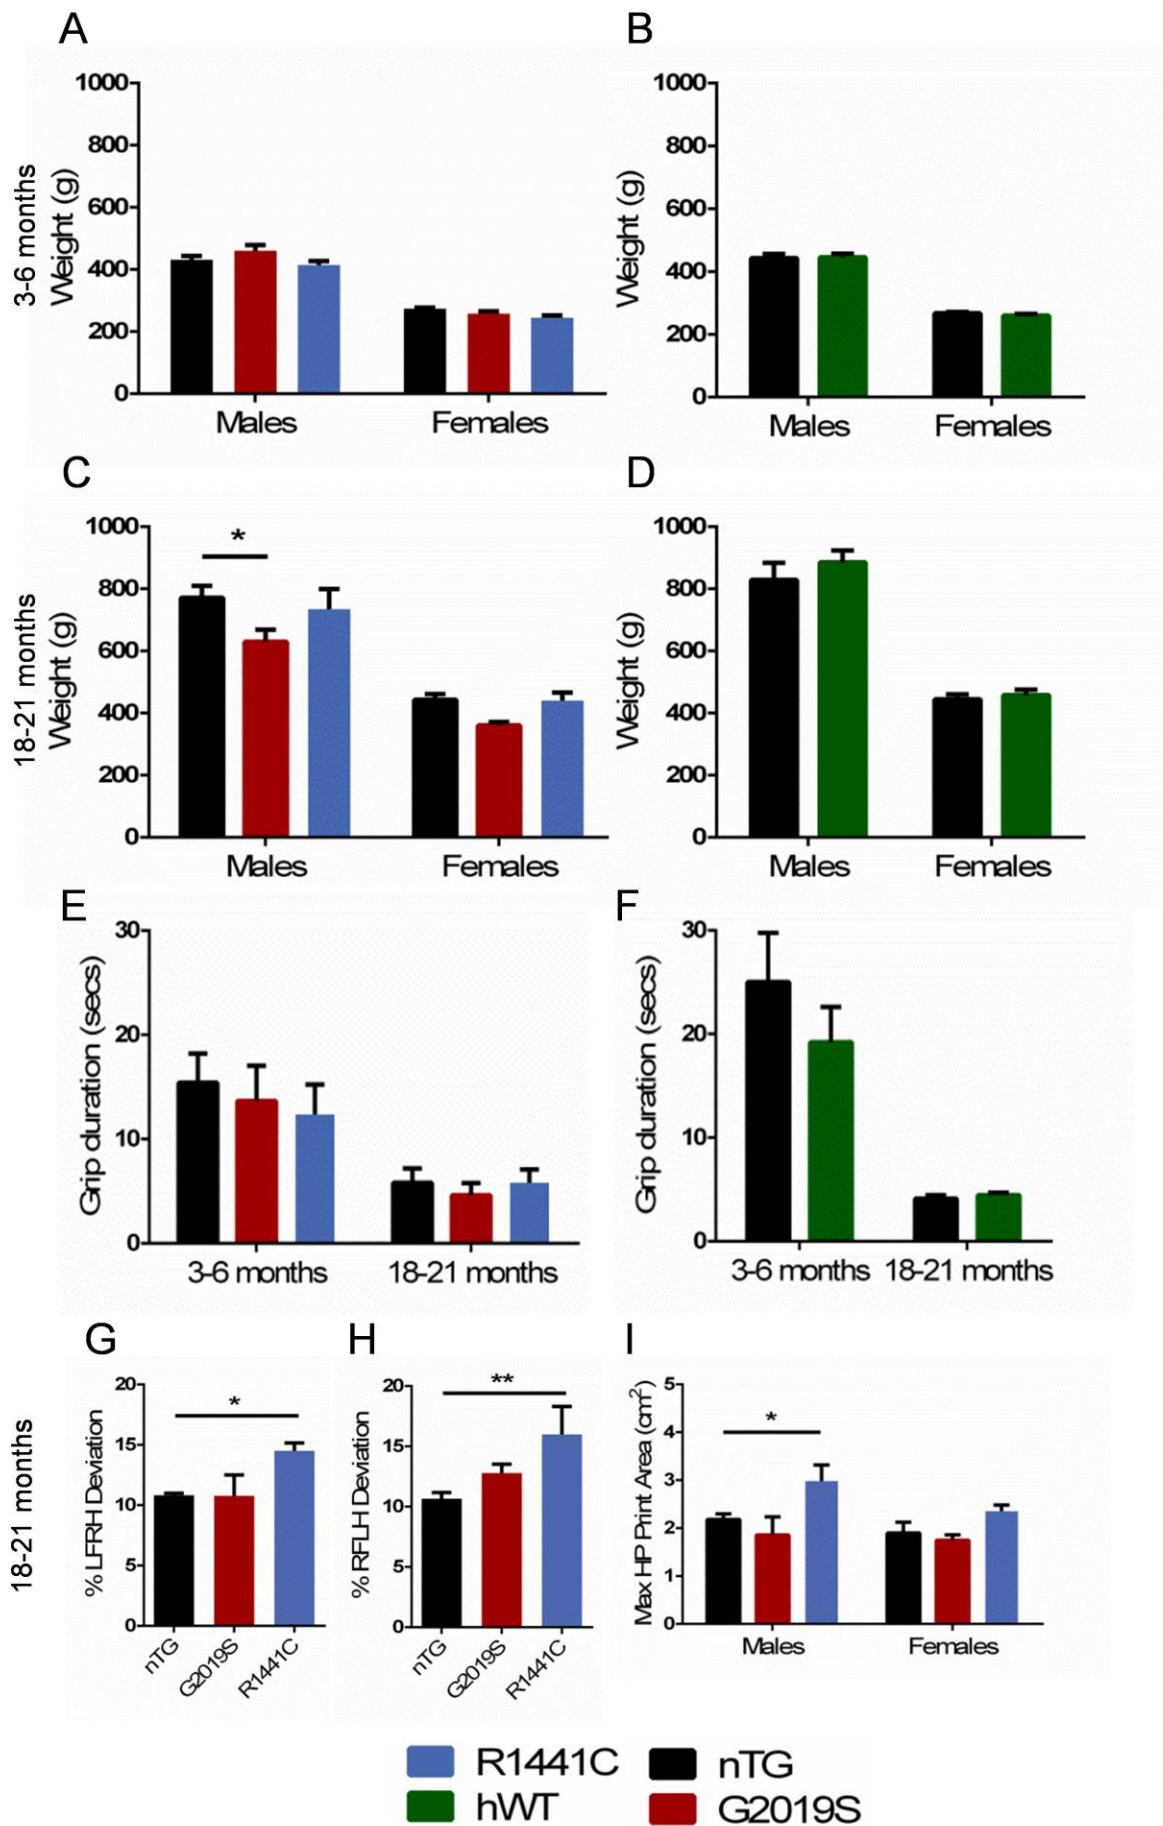 A
3-6 months
Weight (g)
1000
800
600
400
200
0
Males
Females
B
Weight (g)
1000
800
600
400
200
0
Males
Females
C
18-21 months
Weight (g)
1000
800
600
400
200
0
*
Males
Females
D
Weight (g)
1000
800
600
400
200
0
Males
Females
E
Grip duration (secs)
30
20
10
0
3-6 months
18-21 months
F
Grip duration (secs)
30
20
10
0
3-6 months
18-21 months
G
18-21 months
% LFRH Deviation
20
15
10
5
0
*
nTG
G2019S
R1441C
H
% RFLH Deviation
20
15
10
5
0
**
nTG
G2019S
R1441C
I
Max HP Print Area (cm²)
5
4
3
2
1
0
*
Males
Females
R1441C
nTG
hWT
G2019S